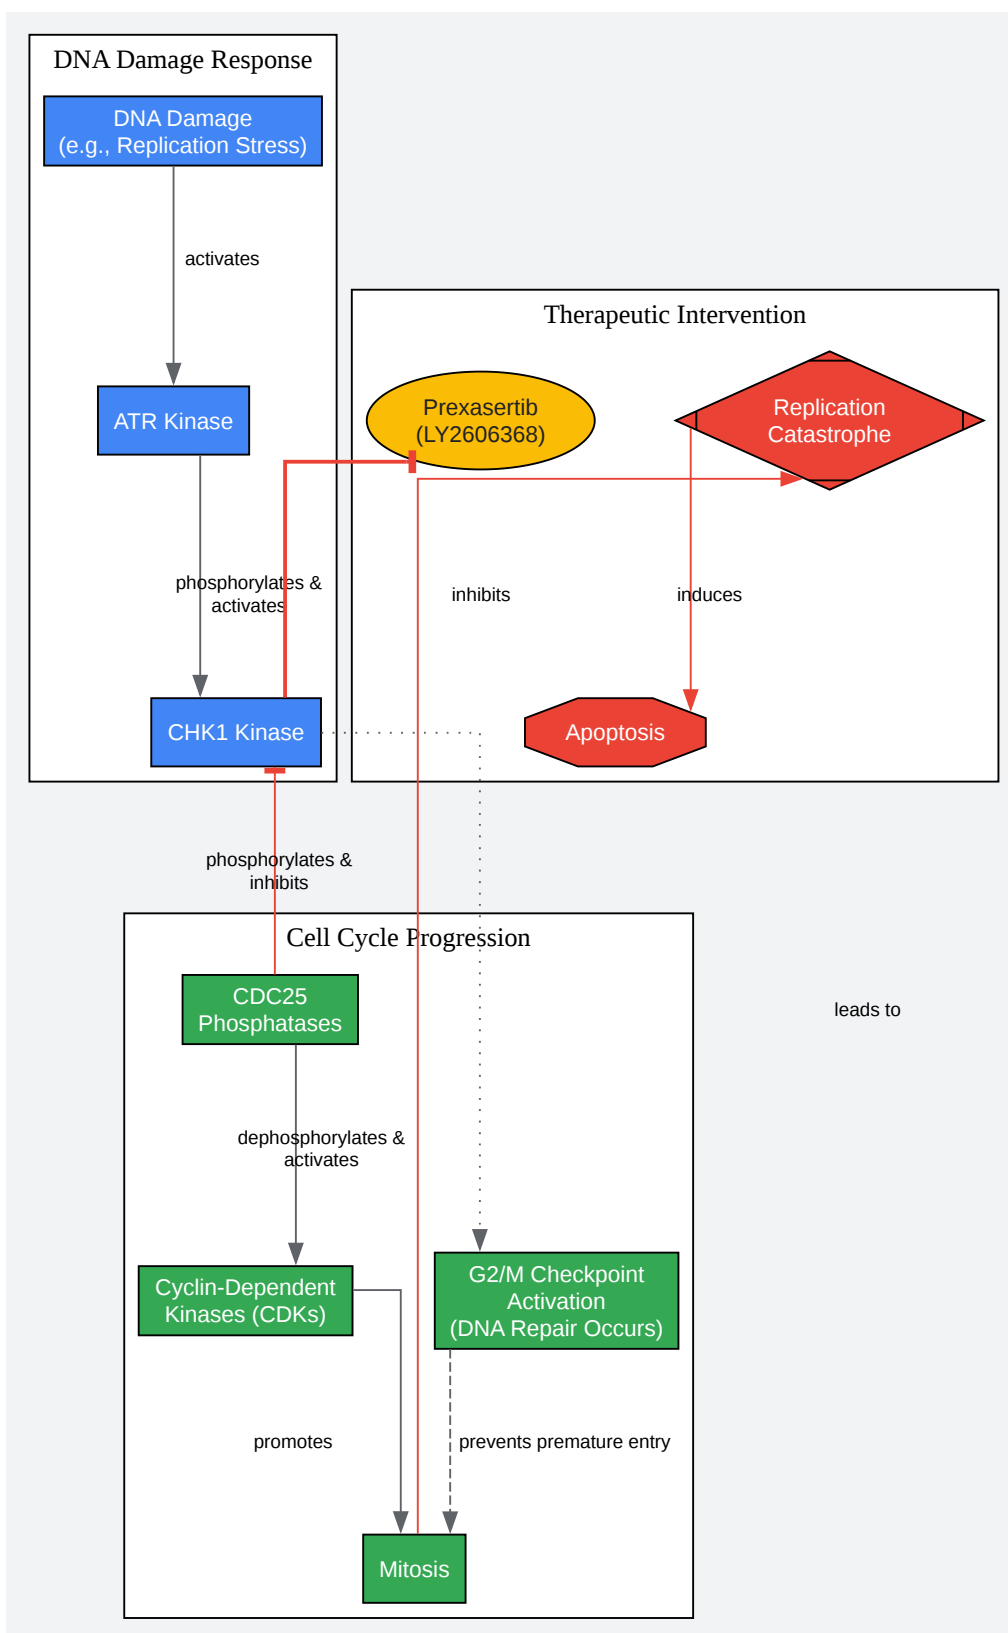 DNA Damage Response
DNA Damage
(e.g., Replication Stress)
activates
Therapeutic Intervention
ATR Kinase
Prexasertib
(LY2606368)
Replication
Catastrophe
phosphorylates &
activates
inhibits
induces
CHK1 Kinase
Apoptosis
phosphorylates &
inhibits
Cell Cycle Progression
CDC25
Phosphatases
leads to
dephosphorylates &
activates
Cyclin-Dependent
Kinases (CDKs)
G2/M Checkpoint
Activation
(DNA Repair Occurs)
promotes
prevents premature entry
Mitosis